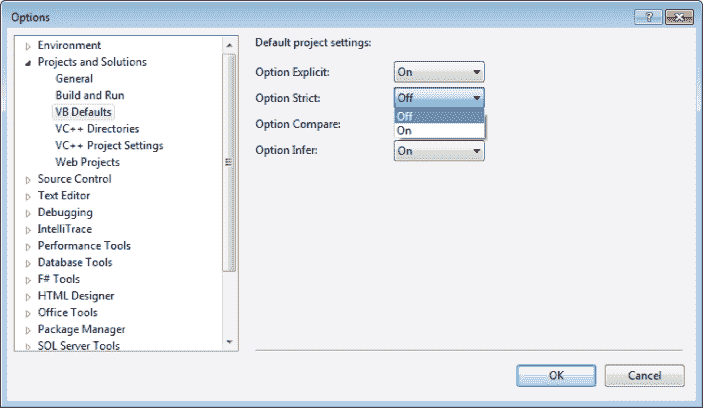 Options
Environment
Projects and Solutions
General
Build and Run
VB Defaults
VC++ Directories
VC++ Project Settings
Web Projects
Source Control
Text Editor
Debugging
IntelliTrace
Performance Tools
Database Tools
F# Tools
HTML Designer
Office Tools
Package Manager
SQL Server Tools
Default project settings:
Option Explicit: On
Option Strict: Off
Off
Option Compare:
On
Option Infer: On
OK Cancel